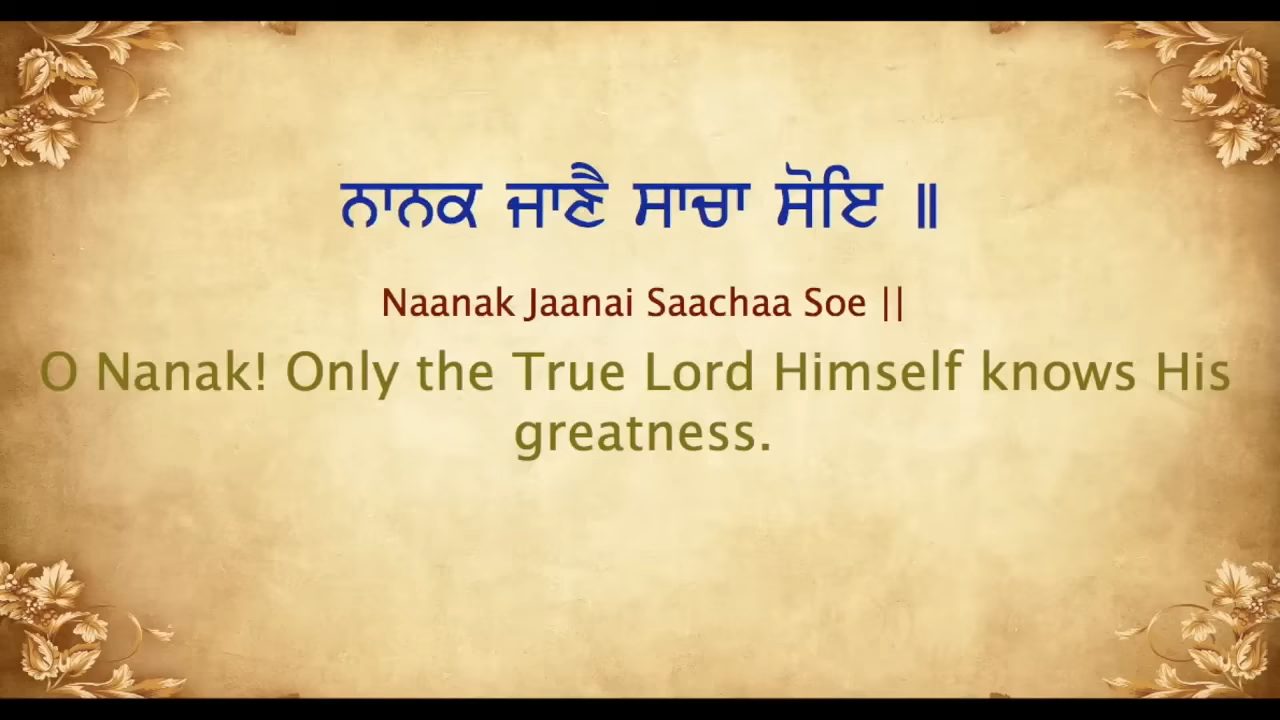 ਨਾਨਕ ਜਾਣੈ ਸਾਚਾ ਸੋਇ ॥
Naanak Jaanai Saachaa Soe ||
O Nanak! Only the True Lord Himself knows His
greatness.